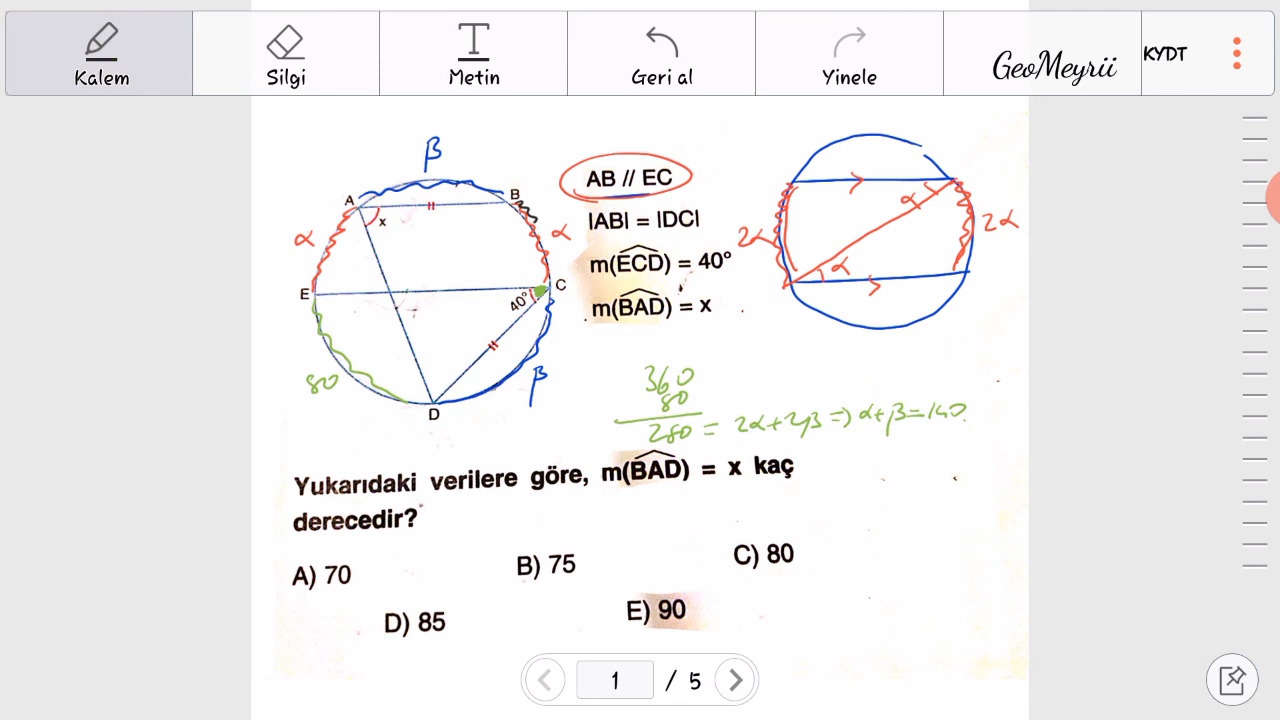 Kalem
Silgi
Metin
Geri al
Yinele
GeoMeyrii
KYDT
β
A
B
x
α
α
E
C
40°
80
β
D
AB // EC
|AB| = |DC|
m(ECD) = 40°
m(BAD) = x
α
2α
2α
α
360
80
280 = 2α+2β ⇒ α+β=140
Yukarıdaki verilere göre, m(BAD) = x kaç
derecedir?
A) 70
B) 75
C) 80
D) 85
E) 90
1 / 5